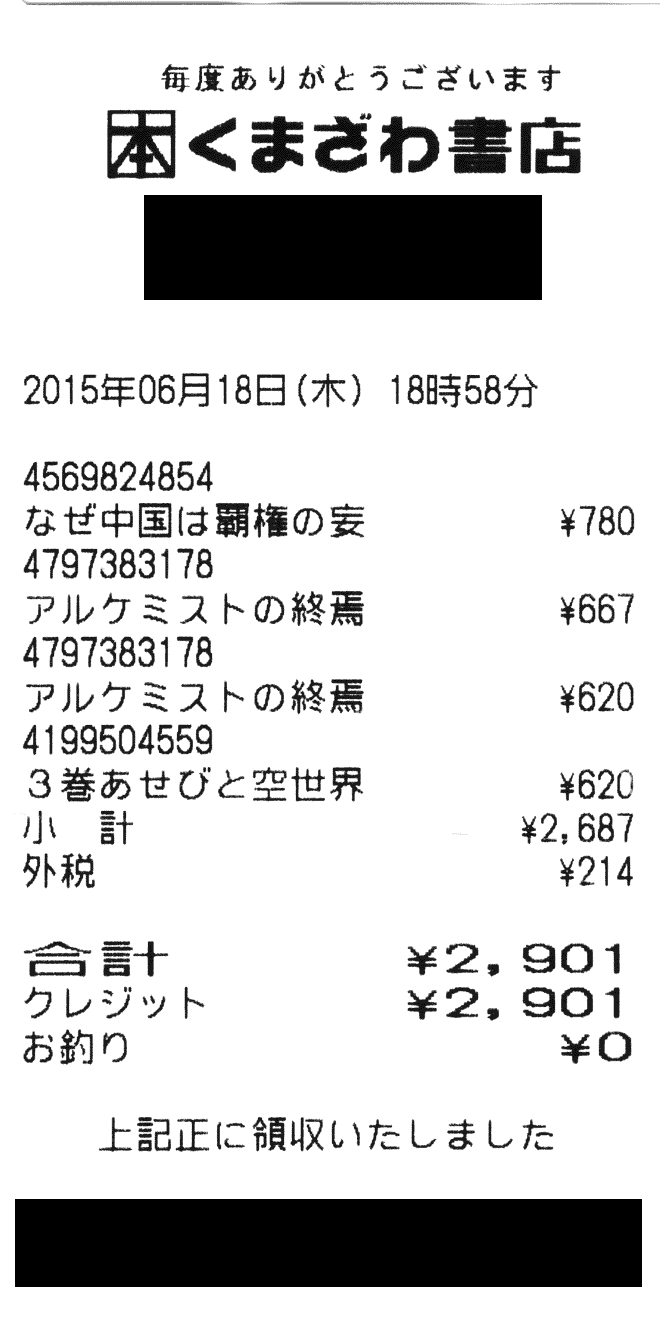 毎度ありがとうございます
本くまざわ書店
2015年06月18日(木) 18時58分
4569824854
なぜ中国は覇権の妄 ¥780
4797383178
アルケミストの終焉 ¥667
4797383178
アルケミストの終焉 ¥620
4199504559
3巻あせびと空世界 ¥620
小 計 ¥2,687
外税 ¥214
合計 ¥2,901
クレジット ¥2,901
お釣り ¥0
上記正に領収いたしました